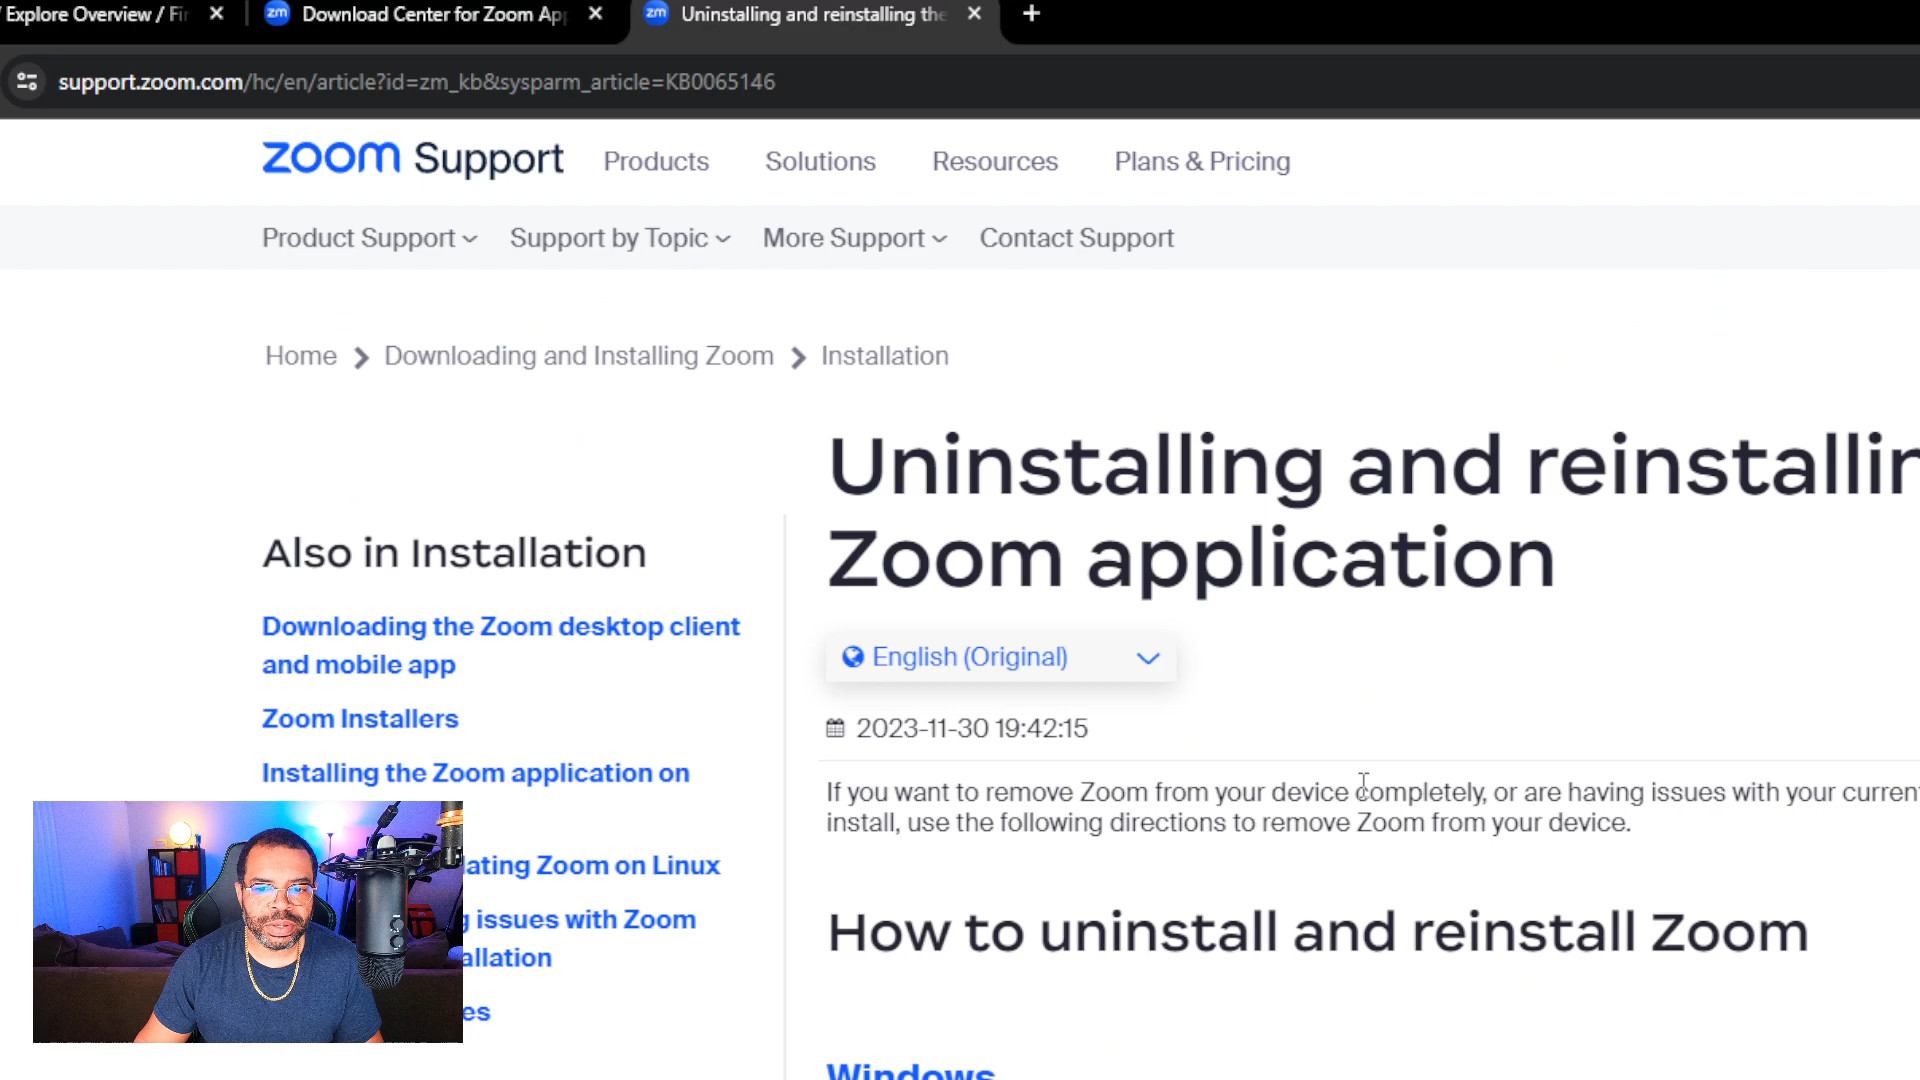 / Explore Overview / Fi
zm Download Center for Zoom Ap
zm Uninstalling and reinstalling the
support.zoom.com/hc/en/article?id=zm_kb&sysparm_article=KB0065146
zoom Support
Products
Solutions
Resources
Plans & Pricing
Product Support
Support by Topic
More Support
Contact Support
Home
Downloading and Installing Zoom
Installation
Uninstalling and reinstallin
Zoom application
English (Original)
2023-11-30 19:42:15
If you want to remove Zoom from your device completely, or are having issues with your current
install, use the following directions to remove Zoom from your device.
How to uninstall and reinstall Zoom
Windows
Also in Installation
Downloading the Zoom desktop client
and mobile app
Zoom Installers
Installing the Zoom application on
lating Zoom on Linux
g issues with Zoom
allation
es